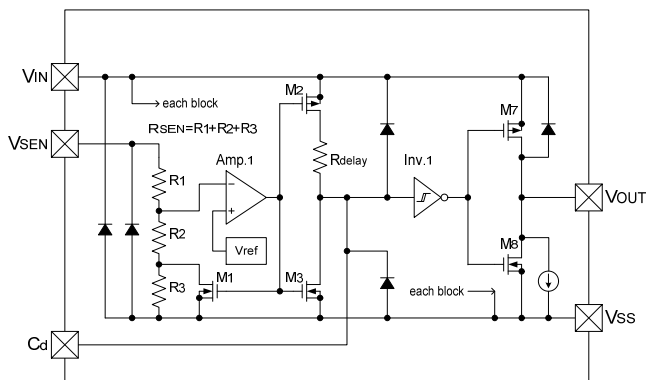 VIN
M2
M7
each block
VSEN
RSEN=R1+R2+R3
Amp.1
Rdelay
Inv.1
R1
−
+
R2
Vref
VOUT
M1
M3
M8
R3
each block
VSS
Cd